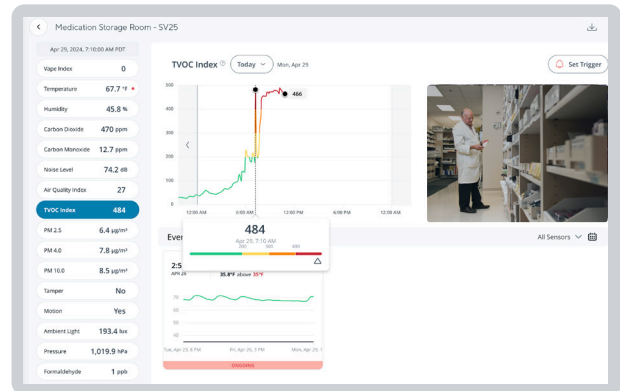 Medication Storage Room - SV25
Apr 29, 2024, 7:10:00 AM PDT
Vape Index 0
Temperature 67.7 °F
Humidity 45.8 %
Carbon Dioxide 470 ppm
Carbon Monoxide 12.7 ppm
Noise Level 74.2 dB
Air Quality Index 27
TVOC Index 484
PM 2.5 6.4 µg/m³
PM 4.0 7.8 µg/m³
PM 10.0 8.5 µg/m³
Tamper No
Motion Yes
Ambient Light 193.4 lux
Pressure 1,019.9 hPa
Formaldehyde 1 ppb
TVOC Index Today Mon, Apr 29
Set Trigger
500
400
300
200
100
0
466
12:00 AM 6:00 AM 12:00 PM 6:00 PM 12:00 AM
484
Apr 29, 7:10 AM
Eve
All Sensors
2:5
35.8°F above 35°F
70
60
50
40
Tue, Apr 23, 8 PM Fri, Apr 25, 3 PM Mon, Apr 29, 1
ONGOING